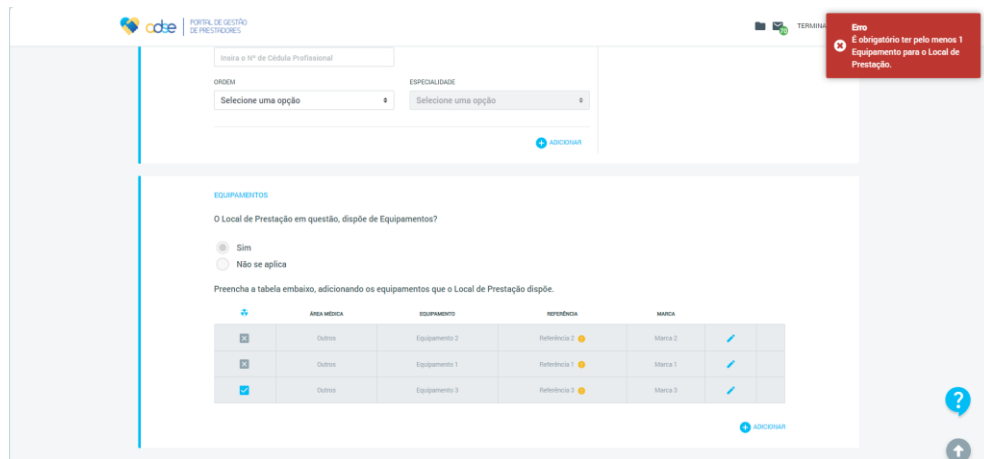 adse
PORTAL DE GESTÃO
DE PRESTADORES
20
TERMINA
Erro
É obrigatório ter pelo menos 1
Equipamento para o Local de
Prestação.
Insira o Nº de Cédula Profissional
ORDEM
ESPECIALIDADE
Selecione uma opção
Selecione uma opção
ADICIONAR
EQUIPAMENTOS
O Local de Prestação em questão, dispõe de Equipamentos?
Sim
Não se aplica
Preencha a tabela embaixo, adicionando os equipamentos que o Local de Prestação dispõe.
ÁREA MÉDICA EQUIPAMENTO REFERÊNCIA MARCA
Outros Equipamento 2 Referência 2 Marca 2
Outros Equipamento 1 Referência 1 Marca 1
Outros Equipamento 3 Referência 3 Marca 3
?
ADICIONAR